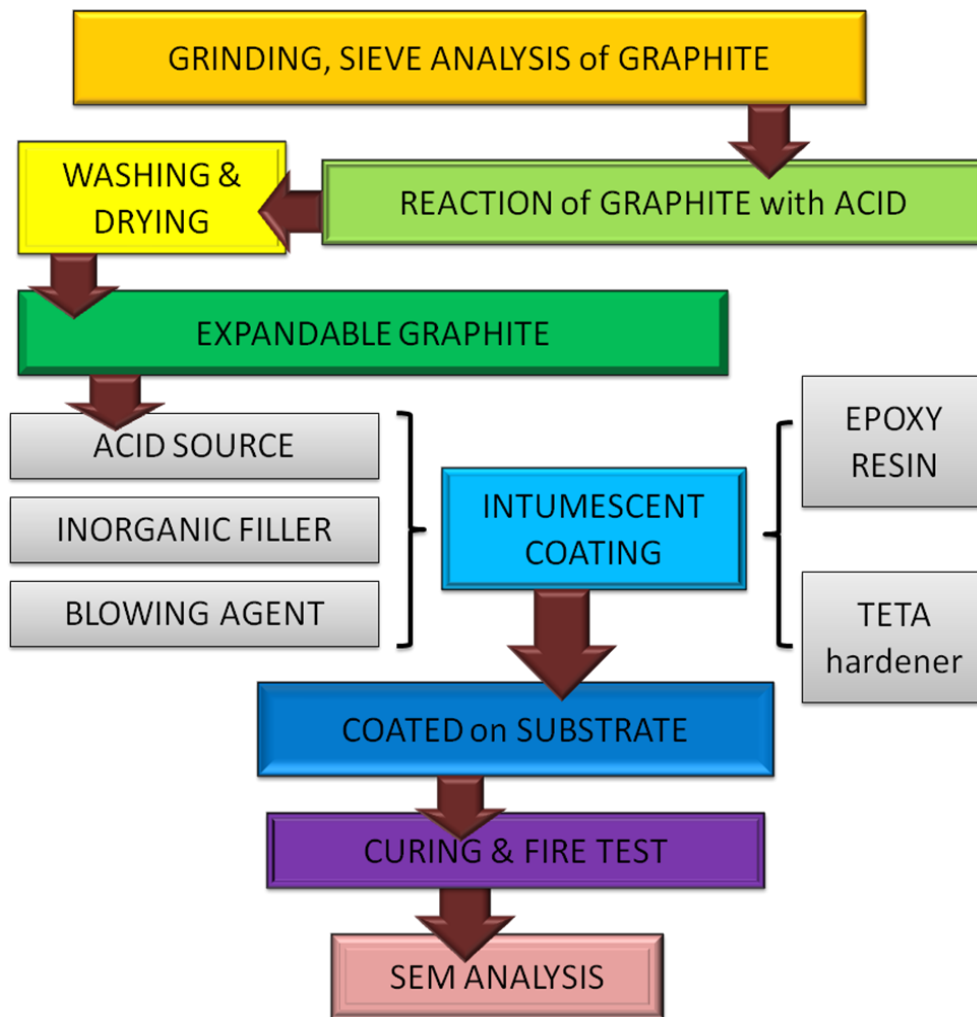 GRINDING, SIEVE ANALYSIS of GRAPHITE
WASHING &
DRYING
REACTION of GRAPHITE with ACID
EXPANDABLE GRAPHITE
ACID SOURCE
INORGANIC FILLER
BLOWING AGENT
INTUMESCENT
COATING
EPOXY
RESIN
TETA
hardener
COATED on SUBSTRATE
CURING & FIRE TEST
SEM ANALYSIS